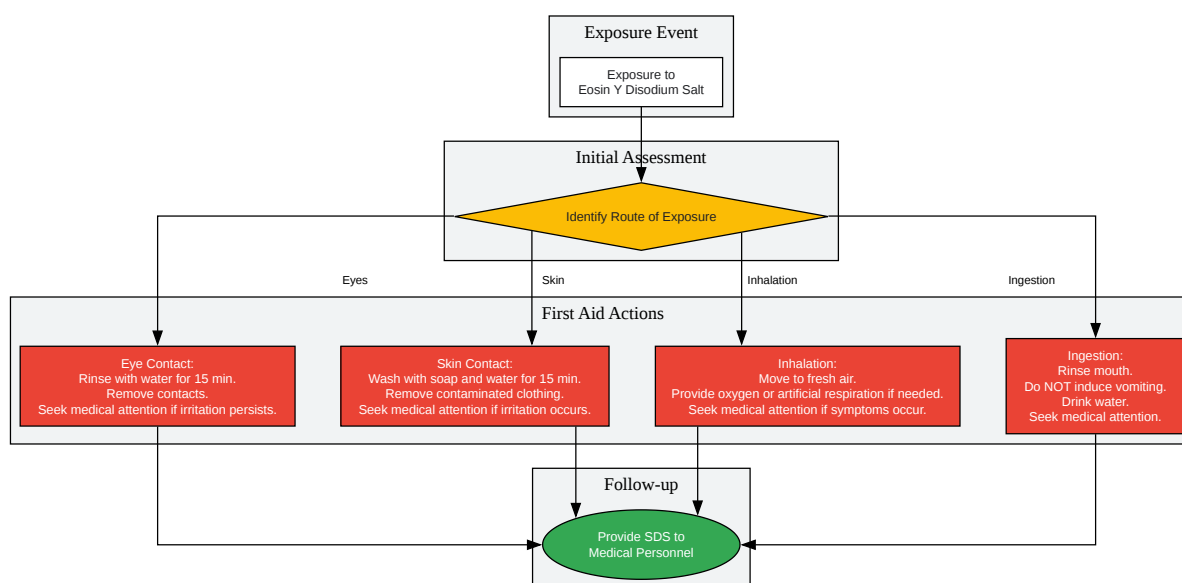 Exposure Event
Exposure to
Eosin Y Disodium Salt
Initial Assessment
Identify Route of Exposure
Eyes
Skin
Inhalation
Ingestion
First Aid Actions
Eye Contact:
Rinse with water for 15 min.
Remove contacts.
Seek medical attention if irritation persists.
Skin Contact:
Wash with soap and water for 15 min.
Remove contaminated clothing.
Seek medical attention if irritation occurs.
Inhalation:
Move to fresh air.
Provide oxygen or artificial respiration if needed.
Seek medical attention if symptoms occur.
Ingestion:
Rinse mouth.
Do NOT induce vomiting.
Drink water.
Seek medical attention.
Follow-up
Provide SDS to
Medical Personnel